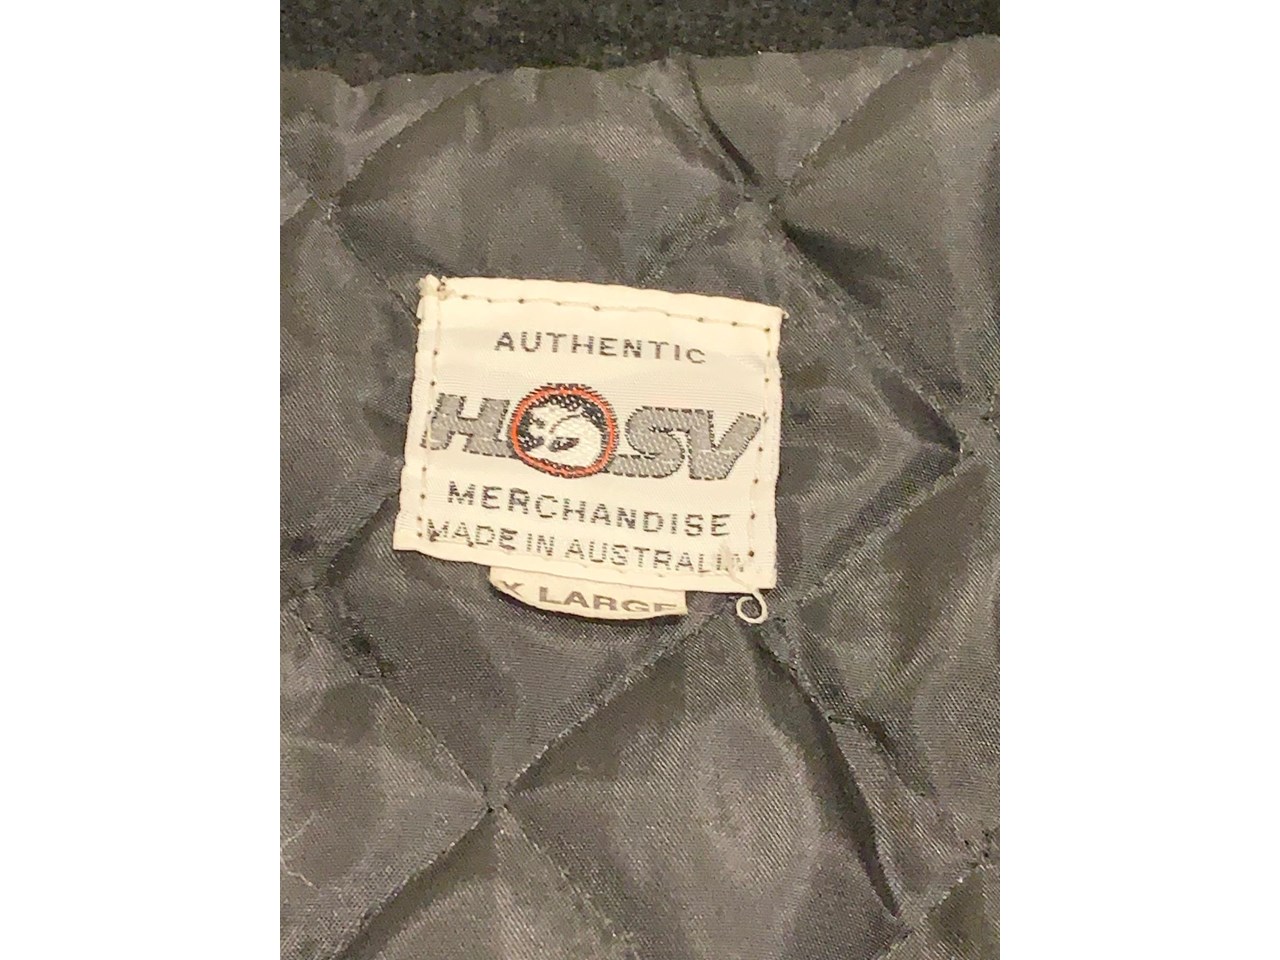 AUTHENTIC
HSV
MERCHANDISE
MADE IN AUSTRALIA
X LARGE